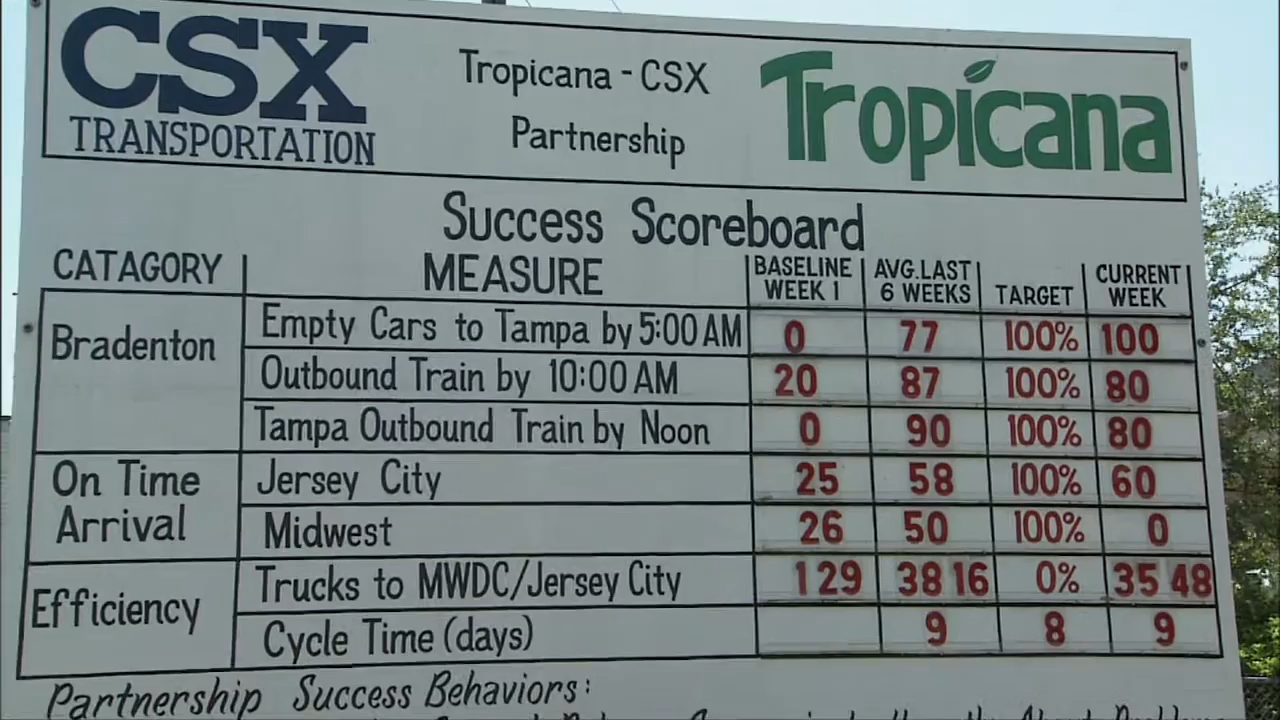 CSX
TRANSPORTATION
Tropicana - CSX
Partnership
Tropicana
Success Scoreboard
CATAGORY MEASURE BASELINE WEEK 1 AVG. LAST 6 WEEKS TARGET CURRENT WEEK
Bradenton Empty Cars to Tampa by 5:00 AM 0 77 100% 100
Outbound Train by 10:00 AM 20 87 100% 80
Tampa Outbound Train by Noon 0 90 100% 80
On Time Arrival Jersey City 25 58 100% 60
Midwest 26 50 100% 0
Efficiency Trucks to MWDC/Jersey City 1 29 38 16 0% 35 48
Cycle Time (days) 9 8 9
Partnership Success Behaviors: